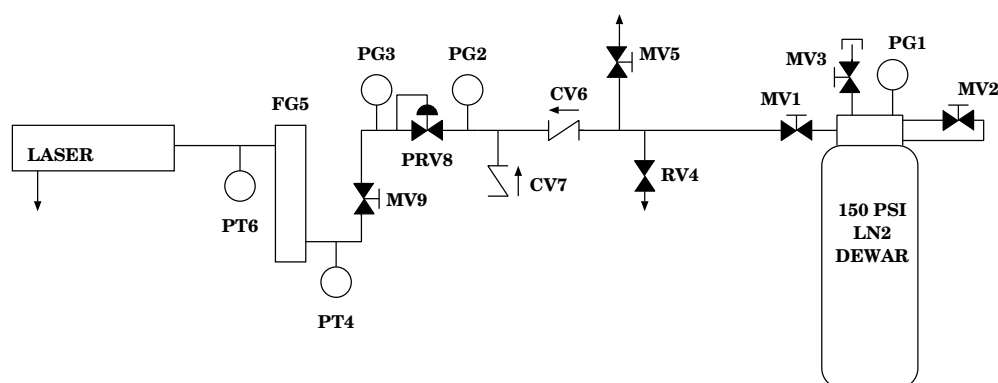 PG3
PG2
MV5
MV3
PG1
FG5
CV6
MV1
MV2
LASER
PRV8
CV7
RV4
MV9
PT6
150 PSI
LN2
DEWAR
PT4